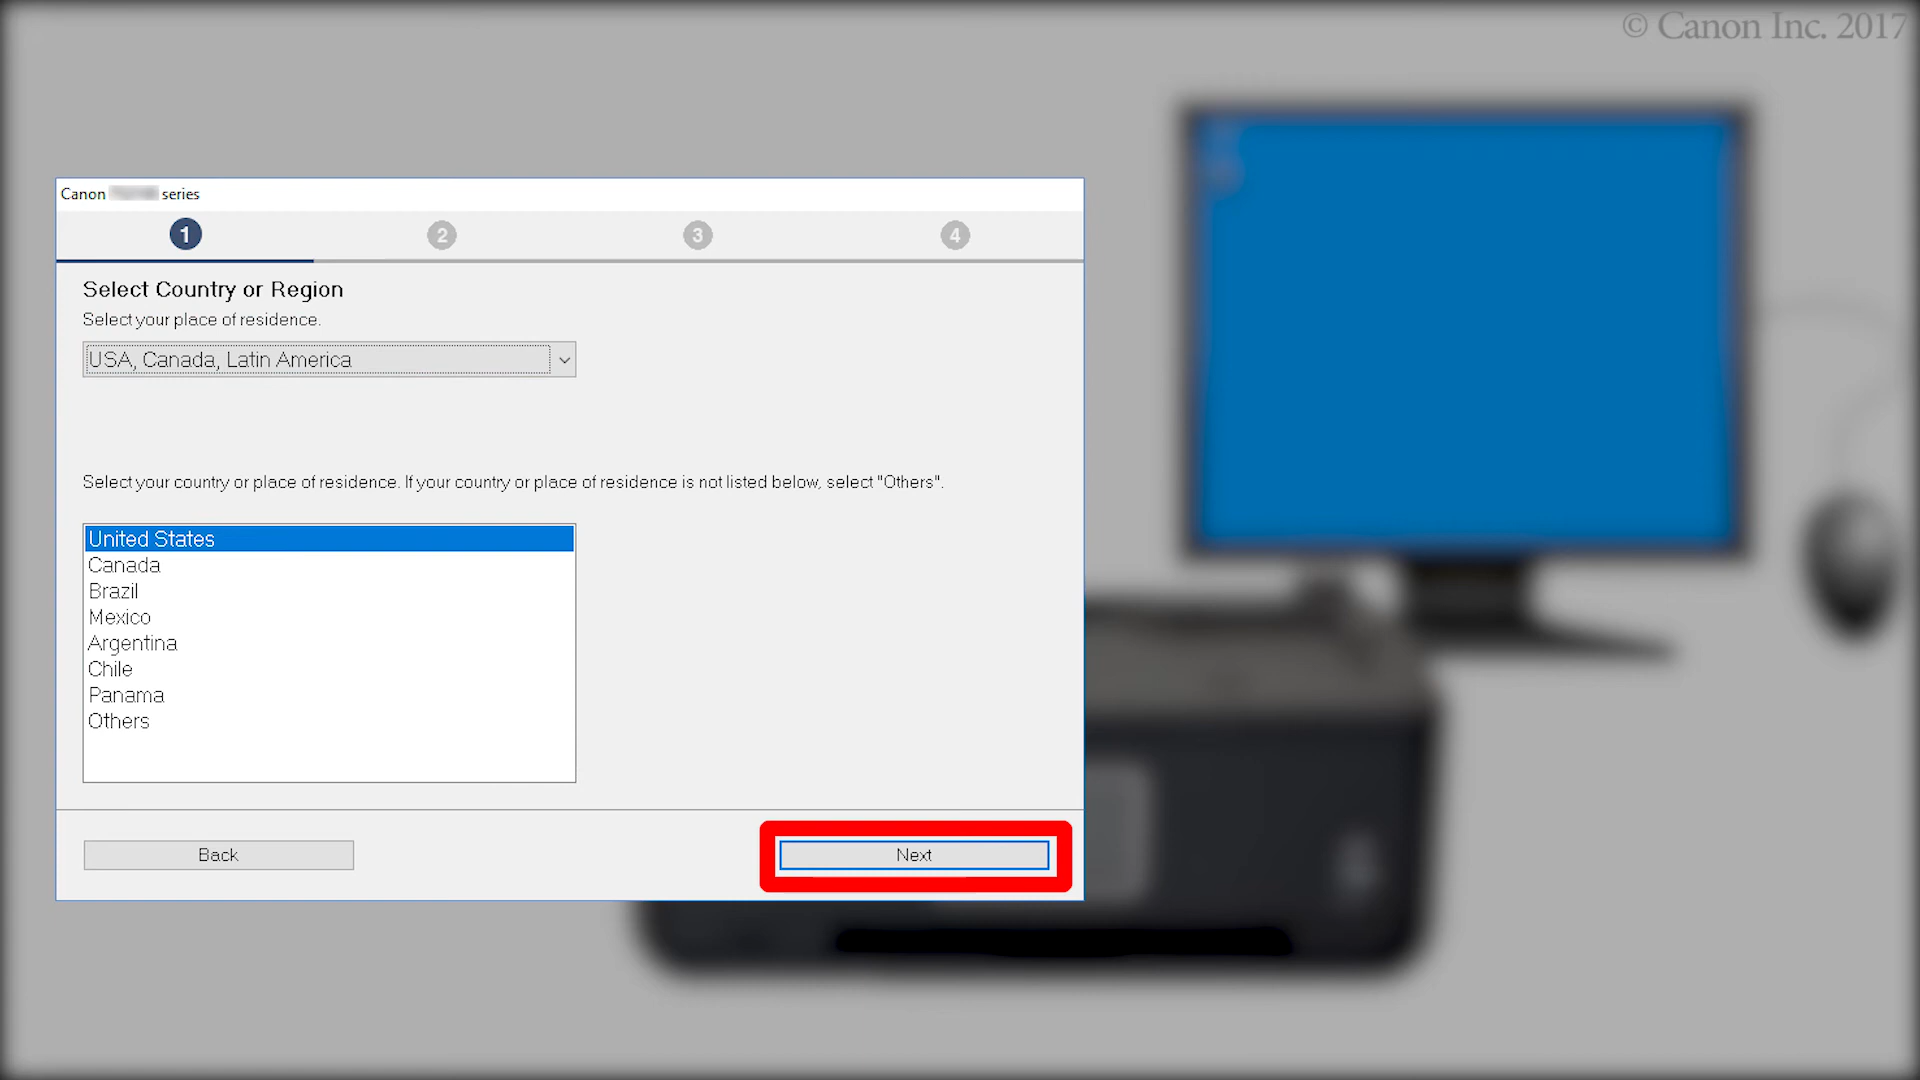 © Canon Inc. 2017
Canon series
1 2 3 4
Select Country or Region
Select your place of residence.
USA, Canada, Latin America
Select your country or place of residence. If your country or place of residence is not listed below, select "Others".
United States
Canada
Brazil
Mexico
Argentina
Chile
Panama
Others
Back Next